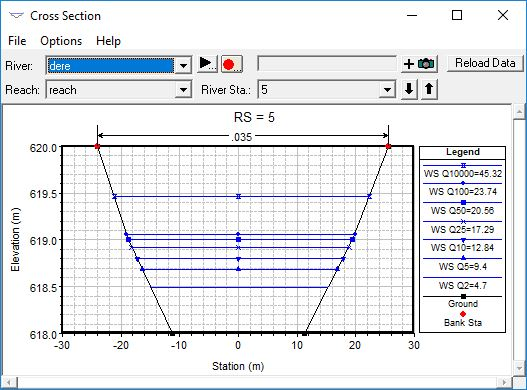 Cross Section
File Options Help
River: dere Reload Data
Reach: reach River Sta.: 5
RS = 5
.035
620.0
619.5
619.0
618.5
618.0
-30 -20 -10 0 10 20 30
Elevation (m)
Station (m)
Legend
WS Q10000=45.32
WS Q100=23.74
WS Q50=20.56
WS Q25=17.29
WS Q10=12.84
WS Q5=9.4
WS Q2=4.7
Ground
Bank Sta